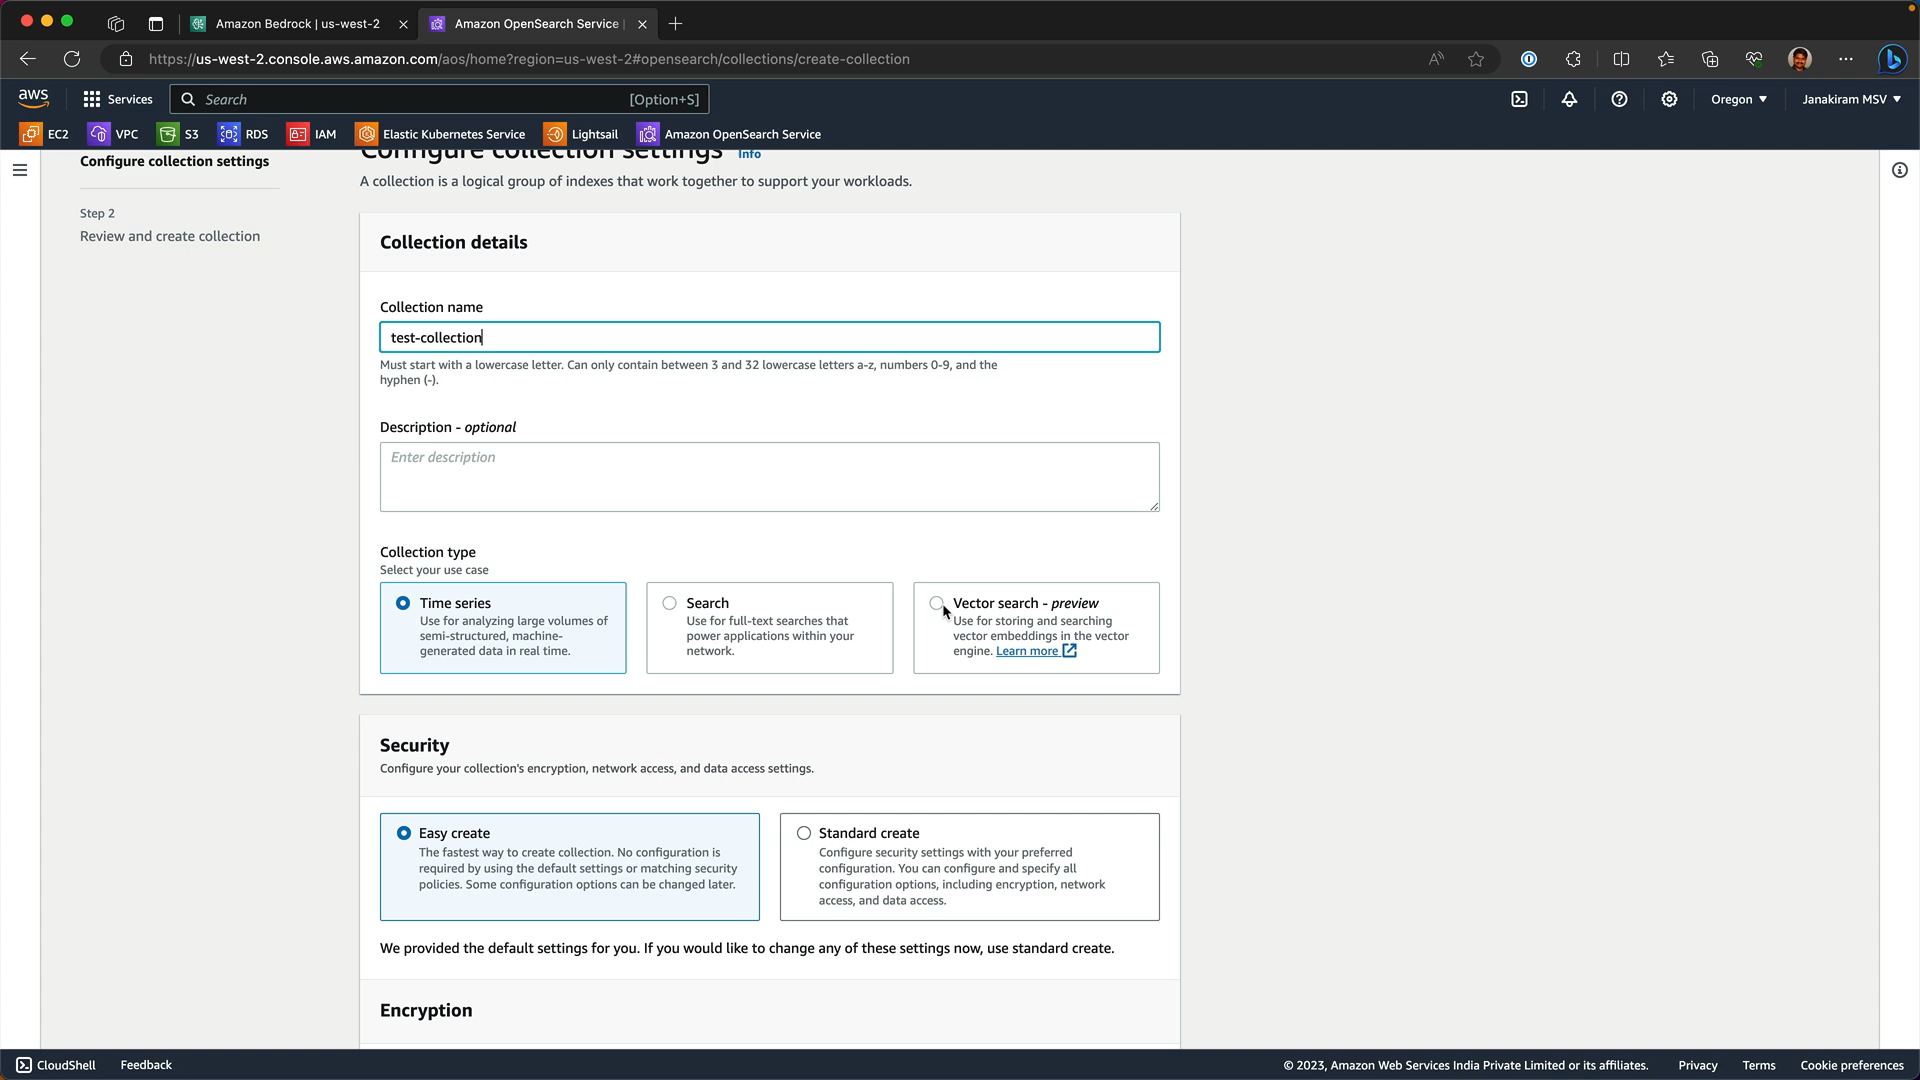 Amazon Bedrock | us-west-2
Amazon OpenSearch Service |
https://us-west-2.console.aws.amazon.com/aos/home?region=us-west-2#opensearch/collections/create-collection
aws
Services
Search
[Option+S]
Oregon
Janakiram MSV
EC2
VPC
S3
RDS
IAM
Elastic Kubernetes Service
Lightsail
Amazon OpenSearch Service
Configure collection settings
Step 2
Review and create collection
Configure collection settings Info
A collection is a logical group of indexes that work together to support your workloads.
Collection details
Collection name
test-collection
Must start with a lowercase letter. Can only contain between 3 and 32 lowercase letters a-z, numbers 0-9, and the
hyphen (-).
Description - optional
Enter description
Collection type
Select your use case
Time series
Use for analyzing large volumes of
semi-structured, machine-
generated data in real time.
Search
Use for full-text searches that
power applications within your
network.
Vector search - preview
Use for storing and searching
vector embeddings in the vector
engine. Learn more
Security
Configure your collection's encryption, network access, and data access settings.
Easy create
The fastest way to create collection. No configuration is
required by using the default settings or matching security
policies. Some configuration options can be changed later.
Standard create
Configure security settings with your preferred
configuration. You can configure and specify all
configuration options, including encryption, network
access, and data access.
We provided the default settings for you. If you would like to change any of these settings now, use standard create.
Encryption
CloudShell
Feedback
© 2023, Amazon Web Services India Private Limited or its affiliates.
Privacy
Terms
Cookie preferences